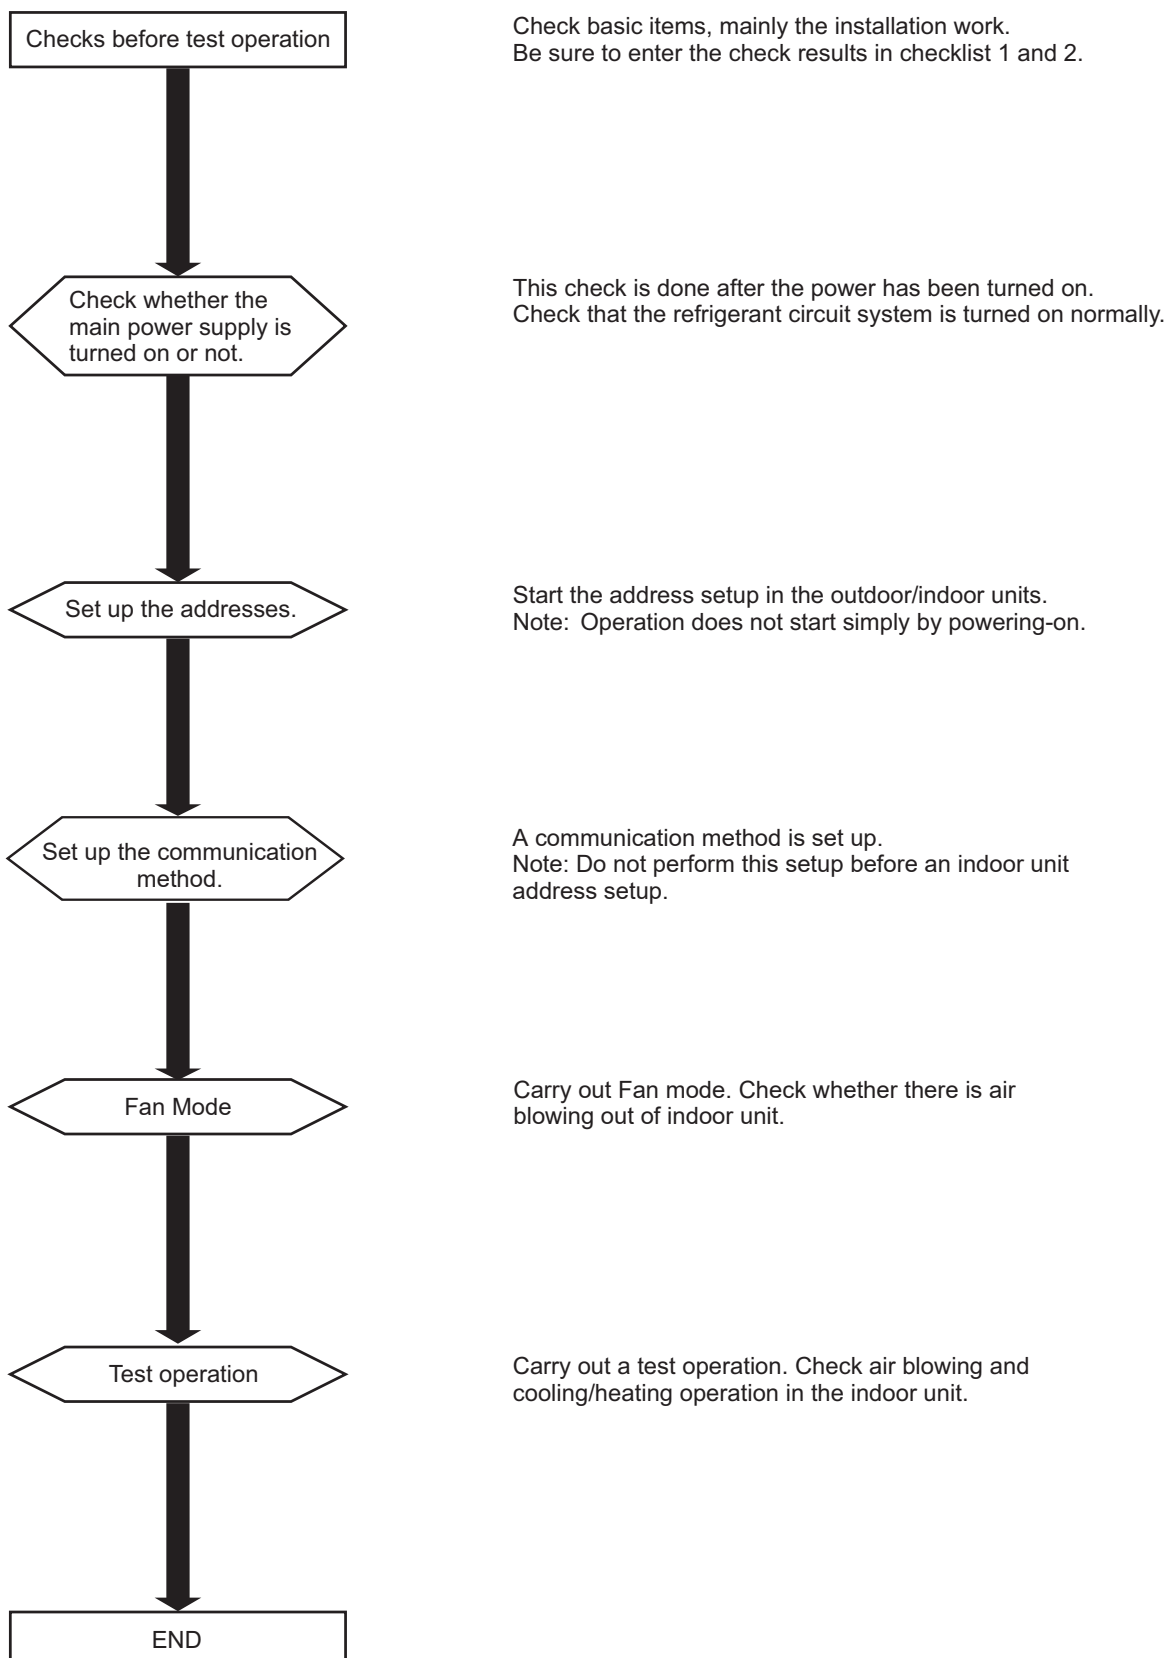 Checks before test operation
Check basic items, mainly the installation work.
Be sure to enter the check results in checklist 1 and 2.
Check whether the
main power supply is
turned on or not.
This check is done after the power has been turned on.
Check that the refrigerant circuit system is turned on normally.
Set up the addresses.
Start the address setup in the outdoor/indoor units.
Note: Operation does not start simply by powering-on.
Set up the communication
method.
A communication method is set up.
Note: Do not perform this setup before an indoor unit
address setup.
Fan Mode
Carry out Fan mode. Check whether there is air
blowing out of indoor unit.
Test operation
Carry out a test operation. Check air blowing and
cooling/heating operation in the indoor unit.
END